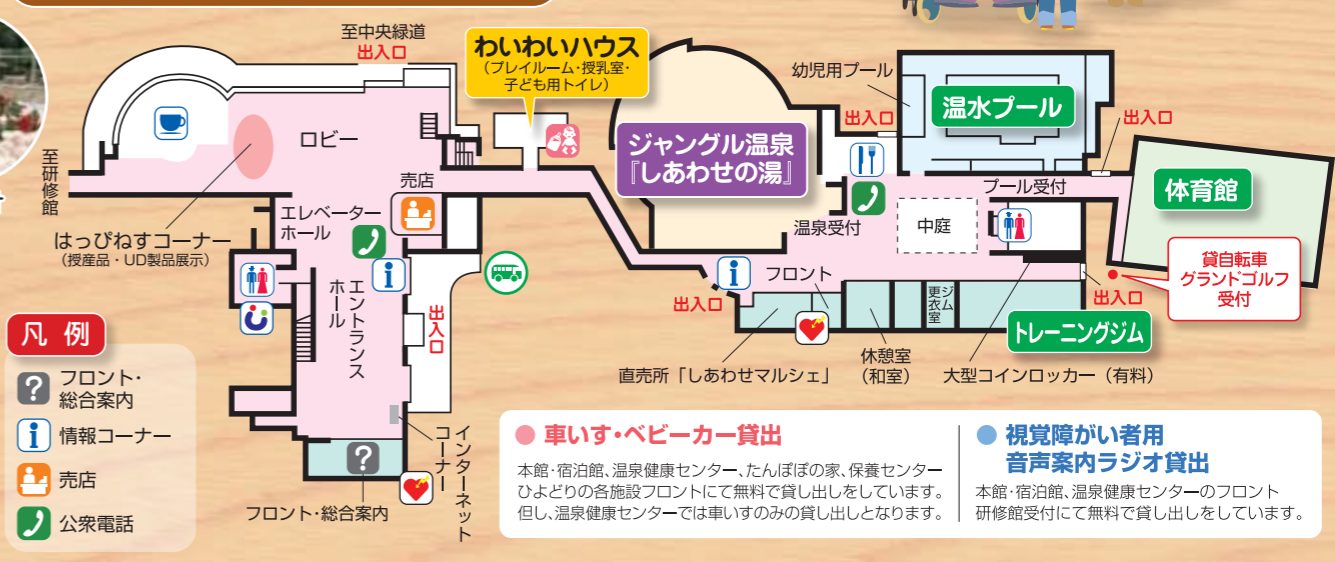 至中央緑道
出入口
わいわいハウス
(プレイルーム・授乳室・
子ども用トイレ)
幼児用プール
温水プール
出入口
出入口
ロビー
ジャングル温泉
『しあわせの湯』
至研修館
売店
プール受付
体育館
エレベーター
ホール
温泉受付
中庭
はっぴねすコーナー
(授産品・UD製品展示)
貸自転車
グランドゴルフ
受付
フロント
エントランス
ホール
出入口
出入口
更衣室
ジム
出入口
トレーニングジム
凡 例
?
フロント・
総合案内
i
情報コーナー
売店
公衆電話
直売所「しあわせマルシェ」
休憩室
(和室)
大型コインロッカー(有料)
インターネット
コーナー
?
フロント・総合案内
i
i
● 車いす・ベビーカー貸出
本館・宿泊館、温泉健康センター、たんぽぽの家、保養センター
ひよどりの各施設フロントにて無料で貸し出しをしています。
但し、温泉健康センターでは車いすのみの貸し出しとなります。
● 視覚障がい者用
音声案内ラジオ貸出
本館・宿泊館、温泉健康センターのフロント
研修館受付にて無料で貸し出しをしています。